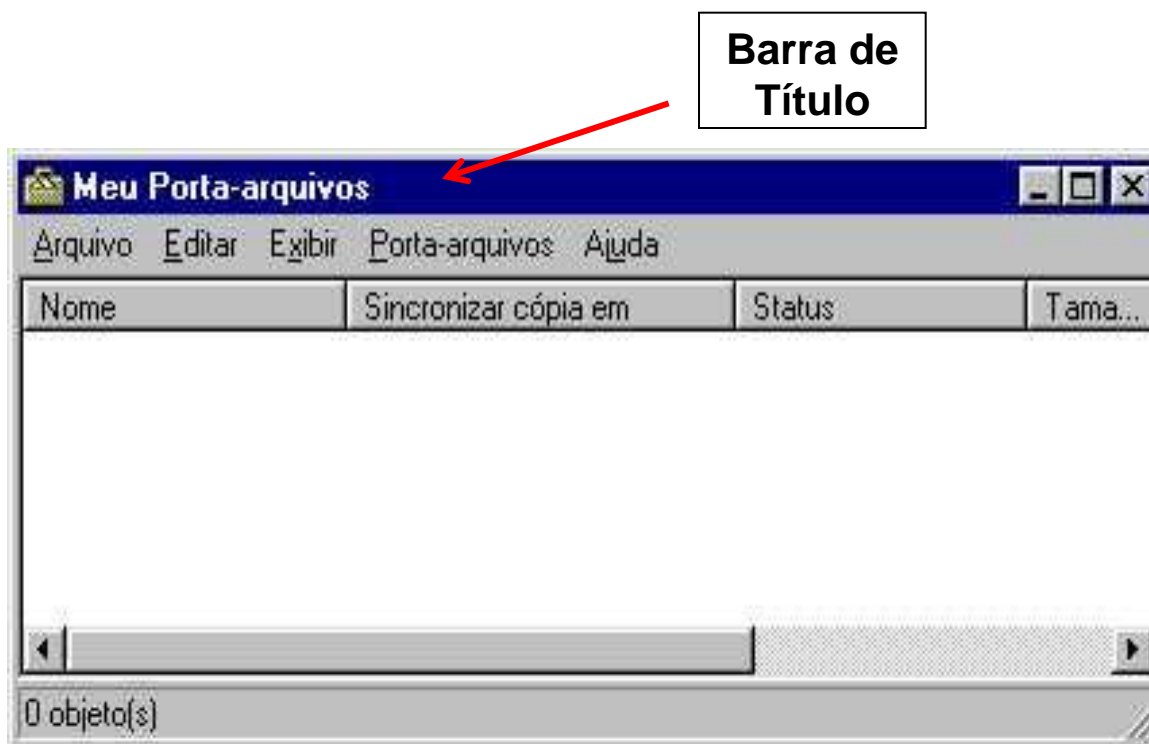 Barra de
Título
Meu Porta-arquivos
Arquivo Editar Exibir Porta-arquivos Ajuda
Nome Sincronizar cópia em Status Tama...
0 objeto(s)